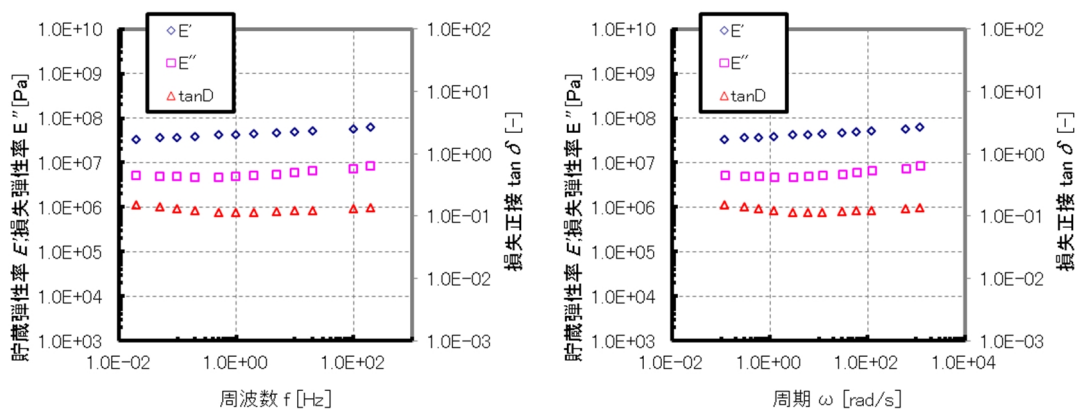 E′
E″
tanD
1.0E+10
1.0E+09
1.0E+08
1.0E+07
1.0E+06
1.0E+05
1.0E+04
1.0E+03
貯蔵弾性率 E′,損失弾性率 E″ [Pa]
1.0E+02
1.0E+01
1.0E+00
1.0E−01
1.0E−02
1.0E−03
損失正接 tan δ [-]
1.0E−02
1.0E+00
1.0E+02
周波数 f [Hz]
E′
E″
tanD
1.0E+10
1.0E+09
1.0E+08
1.0E+07
1.0E+06
1.0E+05
1.0E+04
1.0E+03
貯蔵弾性率 E′,損失弾性率 E″ [Pa]
1.0E+02
1.0E+01
1.0E+00
1.0E−01
1.0E−02
1.0E−03
損失正接 tan δ [-]
1.0E−02
1.0E+00
1.0E+02
1.0E+04
周期 ω [rad/s]